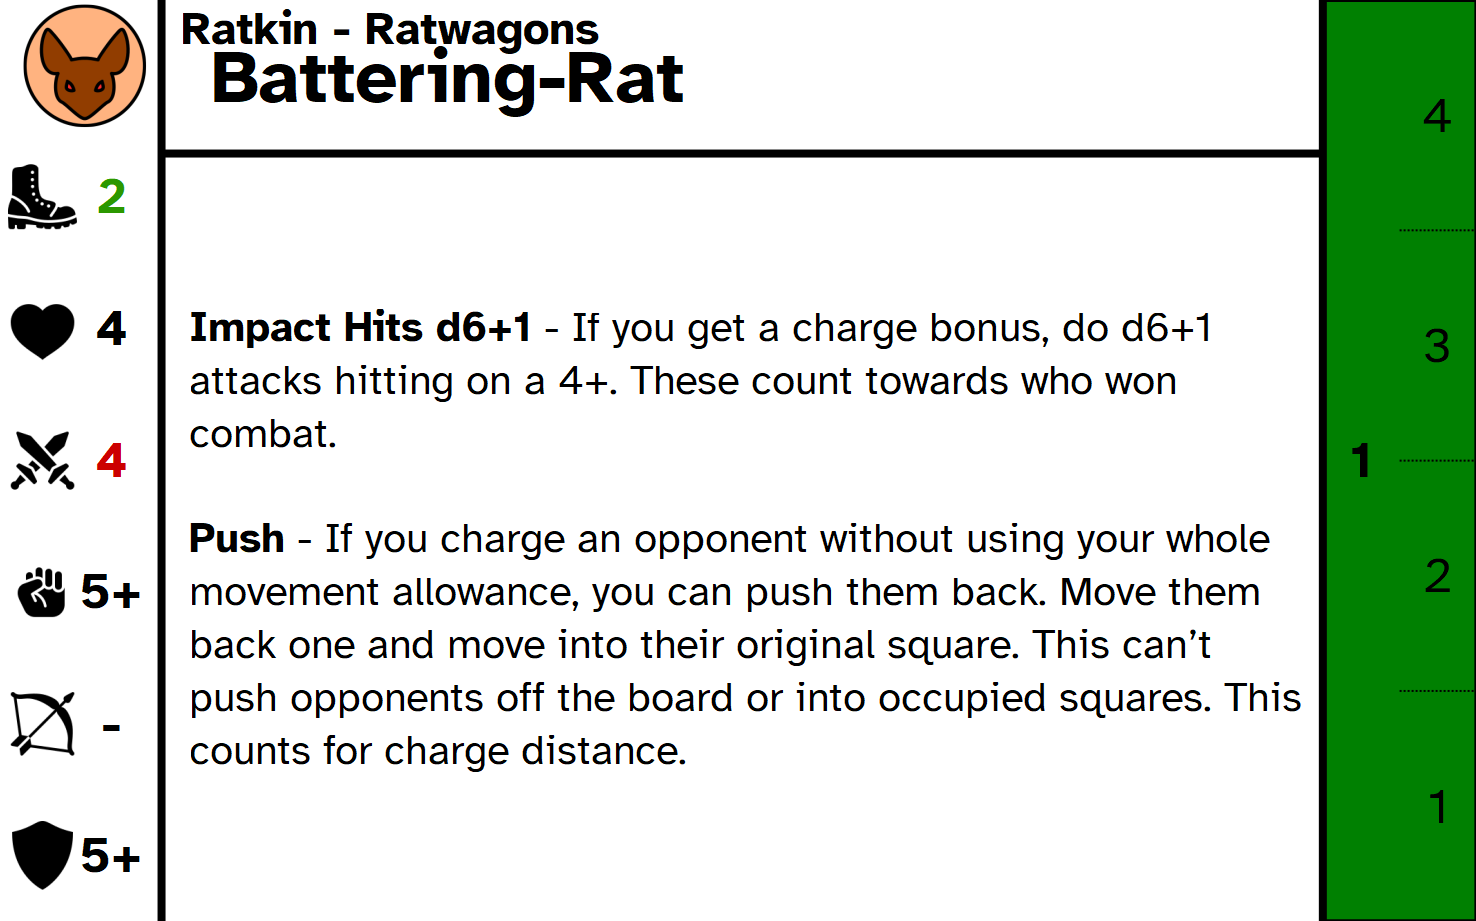 Ratkin - Ratwagons
Battering-Rat
2
4
4
5+
-
5+
Impact Hits d6+1 - If you get a charge bonus, do d6+1
attacks hitting on a 4+. These count towards who won
combat.
Push - If you charge an opponent without using your whole
movement allowance, you can push them back. Move them
back one and move into their original square. This can’t
push opponents off the board or into occupied squares. This
counts for charge distance.
4
3
1
2
1